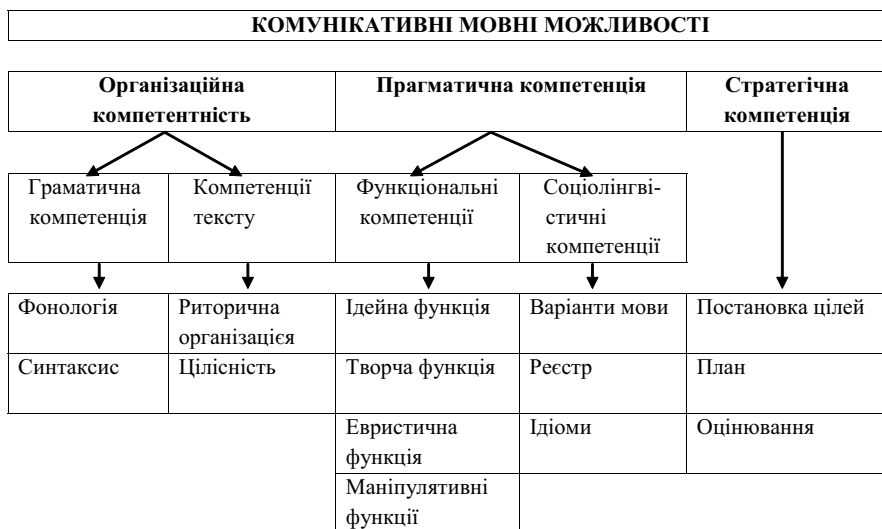 КОМУНІКАТИВНІ МОВНІ МОЖЛИВОСТІ
Організаційна
компетентність
Прагматична компетенція
Стратегічна
компетенція
Граматична
компетенція
Компетенції
тексту
Функціональні
компетенції
Соціолінгві-
стичні
компетенції
Фонологія
Риторична
організацієя
Ідейна функція
Варіанти мови
Постановка цілей
Синтаксис
Цілісність
Творча функція
Реєстр
План
Евристична
функція
Ідіоми
Оцінювання
Маніпулятивні
функції